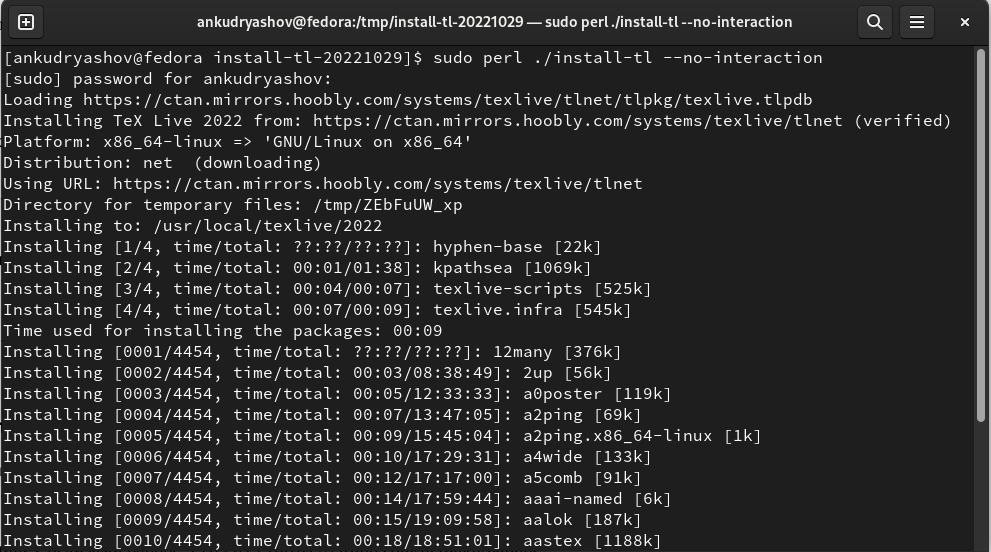 ankudryashov@fedora:/tmp/install-tl-20221029 — sudo perl ./install-tl --no-interaction
[ankudryashov@fedora install-tl-20221029]$ sudo perl ./install-tl --no-interaction
[sudo] password for ankudryashov:
Loading https://ctan.mirrors.hoobly.com/systems/texlive/tlnet/tlpkg/texlive.tlpdb
Installing TeX Live 2022 from: https://ctan.mirrors.hoobly.com/systems/texlive/tlnet (verified)
Platform: x86_64-linux => 'GNU/Linux on x86_64'
Distribution: net  (downloading)
Using URL: https://ctan.mirrors.hoobly.com/systems/texlive/tlnet
Directory for temporary files: /tmp/ZEbFuUW_xp
Installing to: /usr/local/texlive/2022
Installing [1/4, time/total: ??:??/??:??]: hyphen-base [22k]
Installing [2/4, time/total: 00:01/01:38]: kpathsea [1069k]
Installing [3/4, time/total: 00:04/00:07]: texlive-scripts [525k]
Installing [4/4, time/total: 00:07/00:09]: texlive.infra [545k]
Time used for installing the packages: 00:09
Installing [0001/4454, time/total: ??:??/??:??]: 12many [376k]
Installing [0002/4454, time/total: 00:03/08:38:49]: 2up [56k]
Installing [0003/4454, time/total: 00:05/12:33:33]: a0poster [119k]
Installing [0004/4454, time/total: 00:07/13:47:05]: a2ping [69k]
Installing [0005/4454, time/total: 00:09/15:45:04]: a2ping.x86_64-linux [1k]
Installing [0006/4454, time/total: 00:10/17:29:31]: a4wide [133k]
Installing [0007/4454, time/total: 00:12/17:17:00]: a5comb [91k]
Installing [0008/4454, time/total: 00:14/17:59:44]: aaai-named [6k]
Installing [0009/4454, time/total: 00:15/19:09:58]: aalok [187k]
Installing [0010/4454, time/total: 00:18/18:51:01]: aastex [1188k]